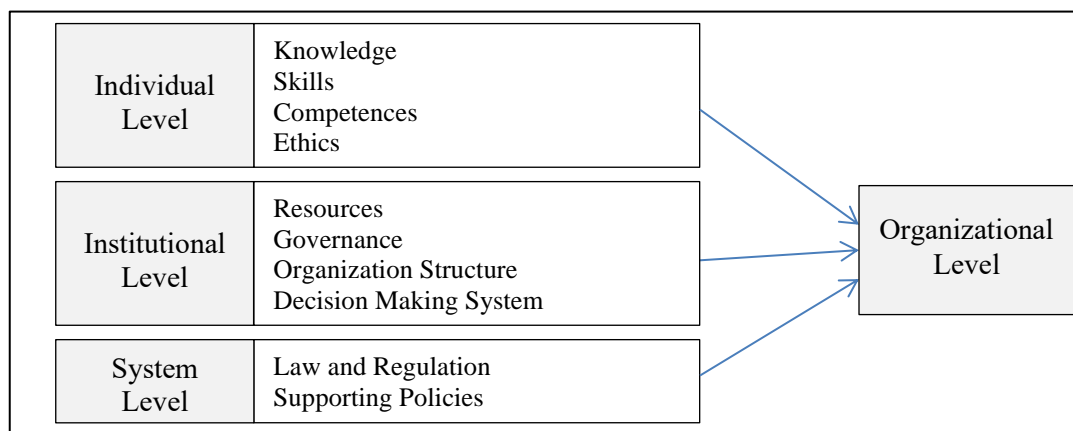 Individual
Level
Knowledge
Skills
Competences
Ethics
Institutional
Level
Resources
Governance
Organization Structure
Decision Making System
System
Level
Law and Regulation
Supporting Policies
Organizational
Level